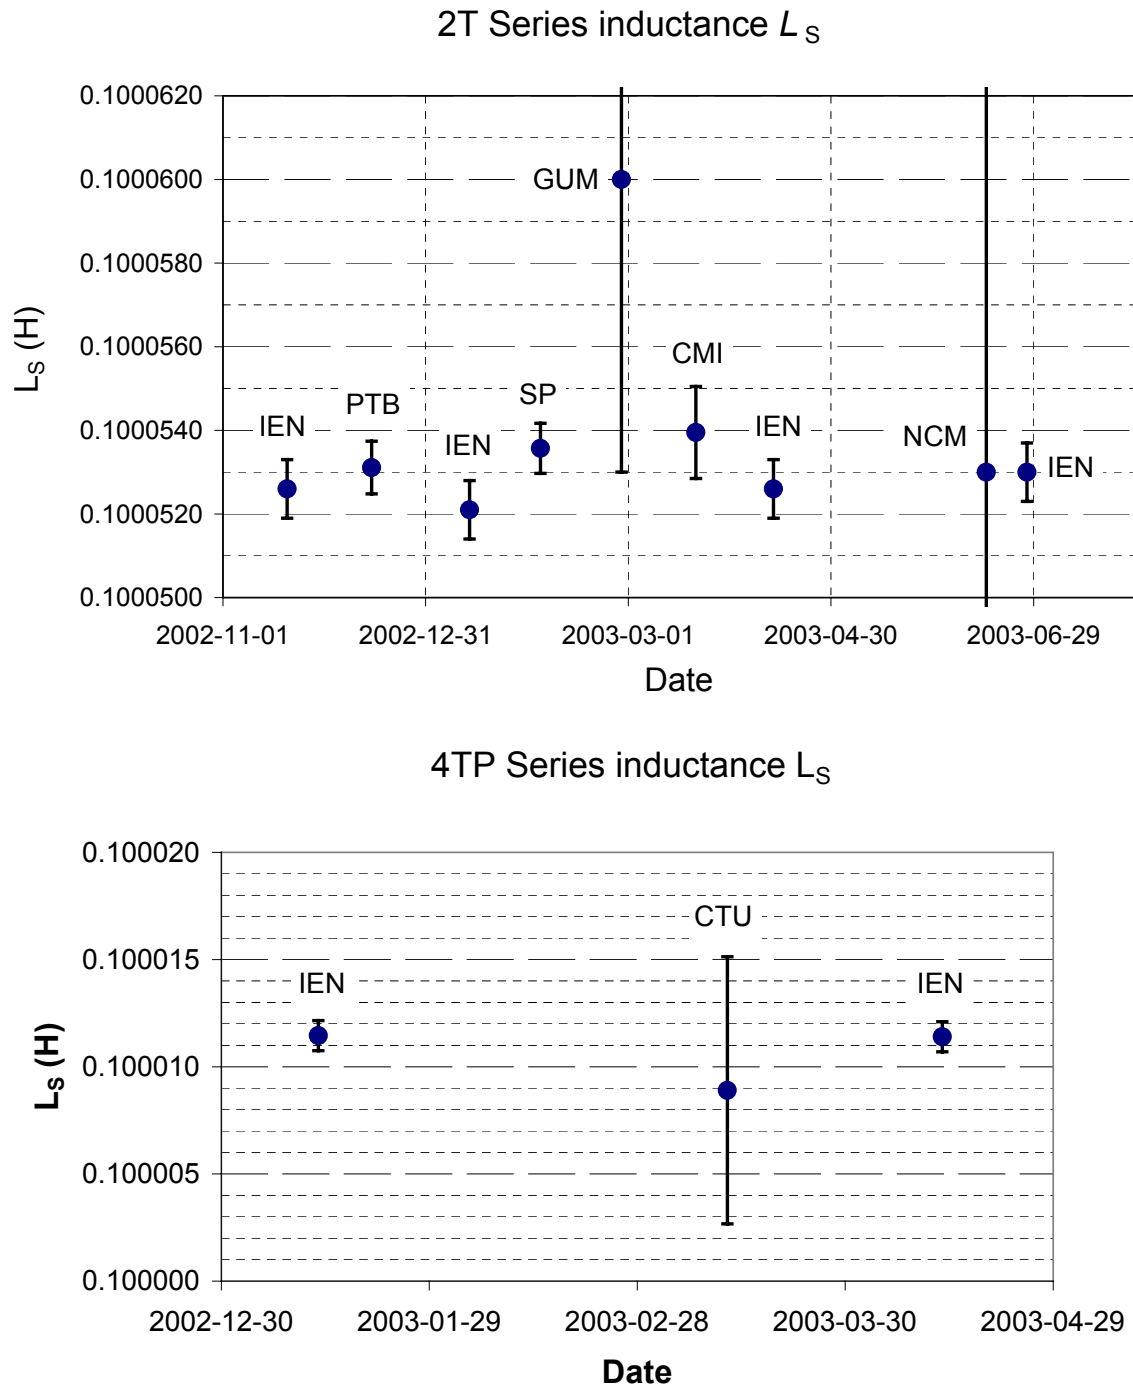 2T Series inductance L S
0.1000620
0.1000600
0.1000580
0.1000560
0.1000540
0.1000520
0.1000500
LS (H)
GUM
CMI
SP
PTB
IEN
IEN
IEN
NCM
IEN
2002-11-01 2002-12-31 2003-03-01 2003-04-30 2003-06-29
Date
4TP Series inductance LS
0.100020
0.100015
0.100010
0.100005
0.100000
LS (H)
CTU
IEN
IEN
2002-12-30 2003-01-29 2003-02-28 2003-03-30 2003-04-29
Date